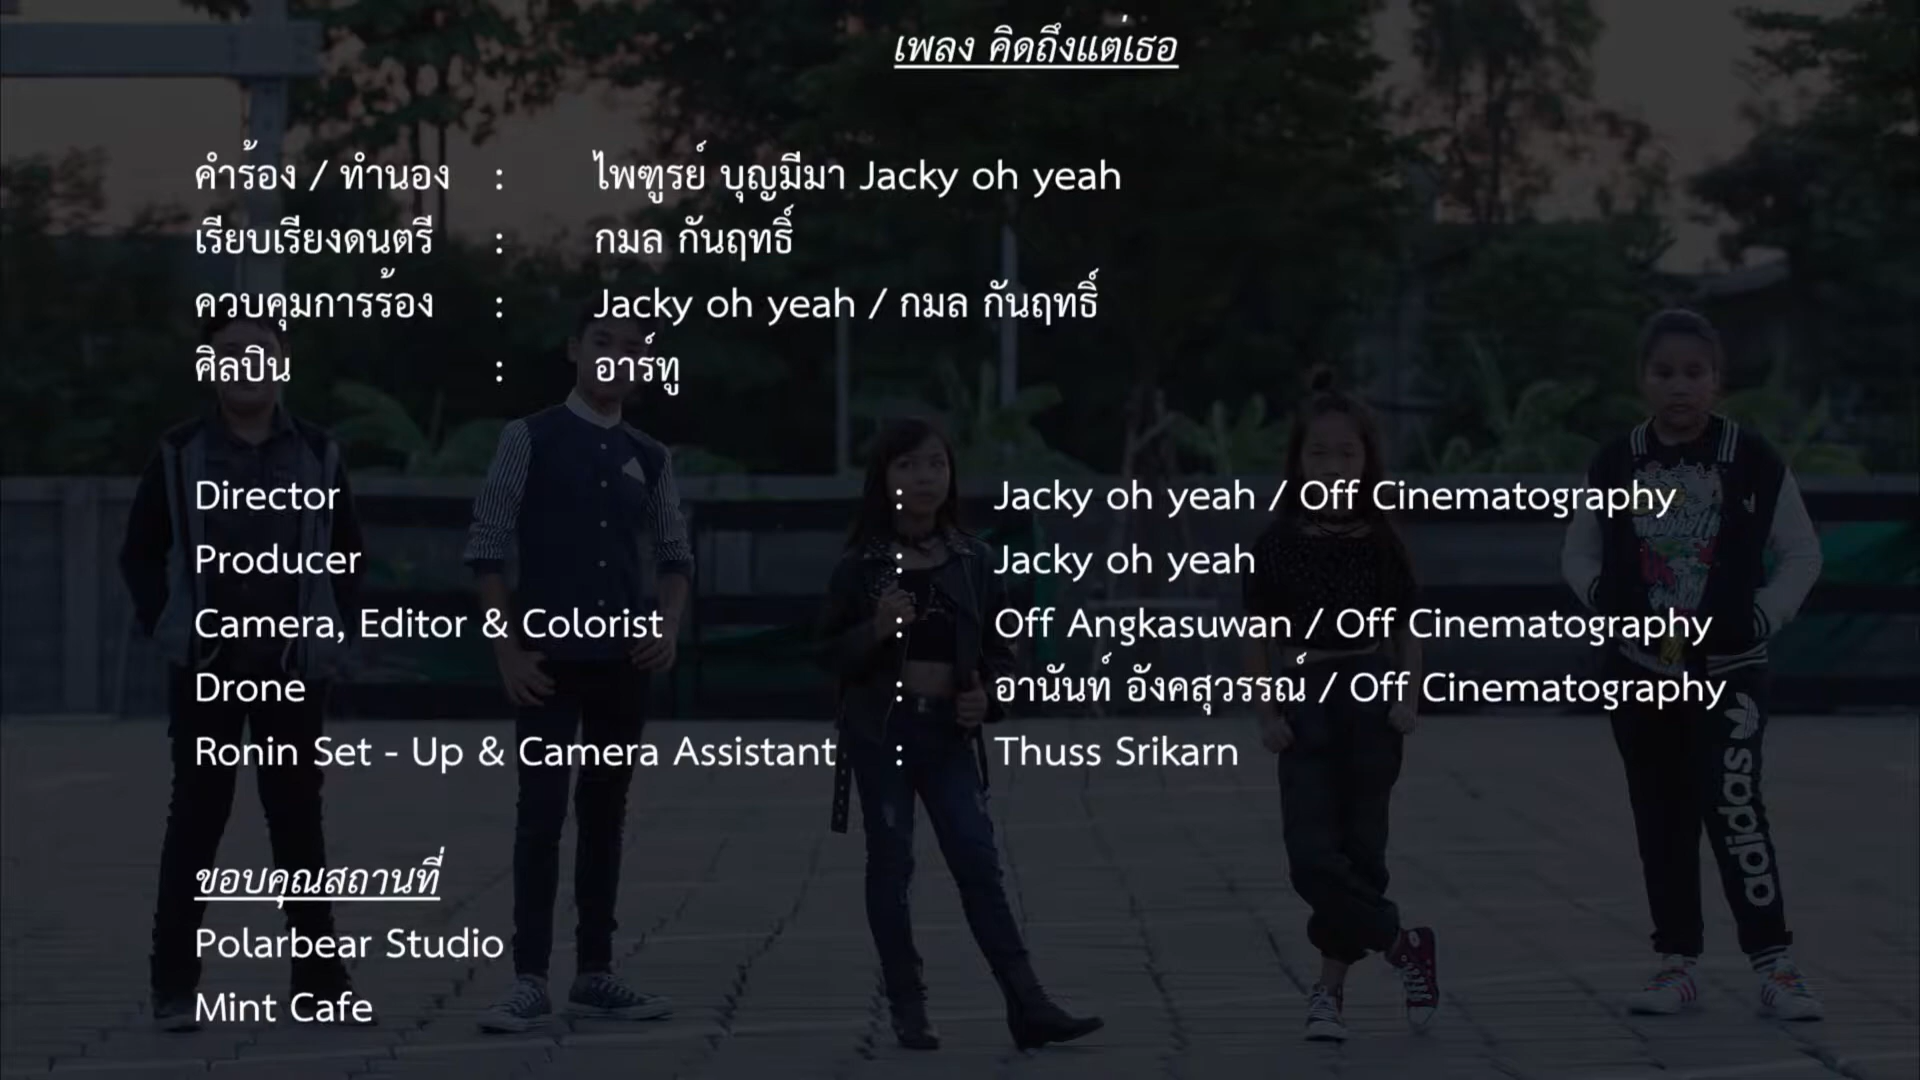 เพลง คิดถึงแต่เธอ
คำร้อง / ทำนอง : ไพฑูรย์ บุญมีมา Jacky oh yeah
เรียบเรียงดนตรี : กมล กันฤทธิ์
ควบคุมการร้อง : Jacky oh yeah / กมล กันฤทธิ์
ศิลปิน : อาร์ทู
Director : Jacky oh yeah / Off Cinematography
Producer : Jacky oh yeah
Camera, Editor & Colorist : Off Angkasuwan / Off Cinematography
Drone : อานันท์ อังคสุวรรณ์ / Off Cinematography
Ronin Set - Up & Camera Assistant : Thuss Srikarn
adidas
ขอบคุณสถานที่
Polarbear Studio
Mint Cafe